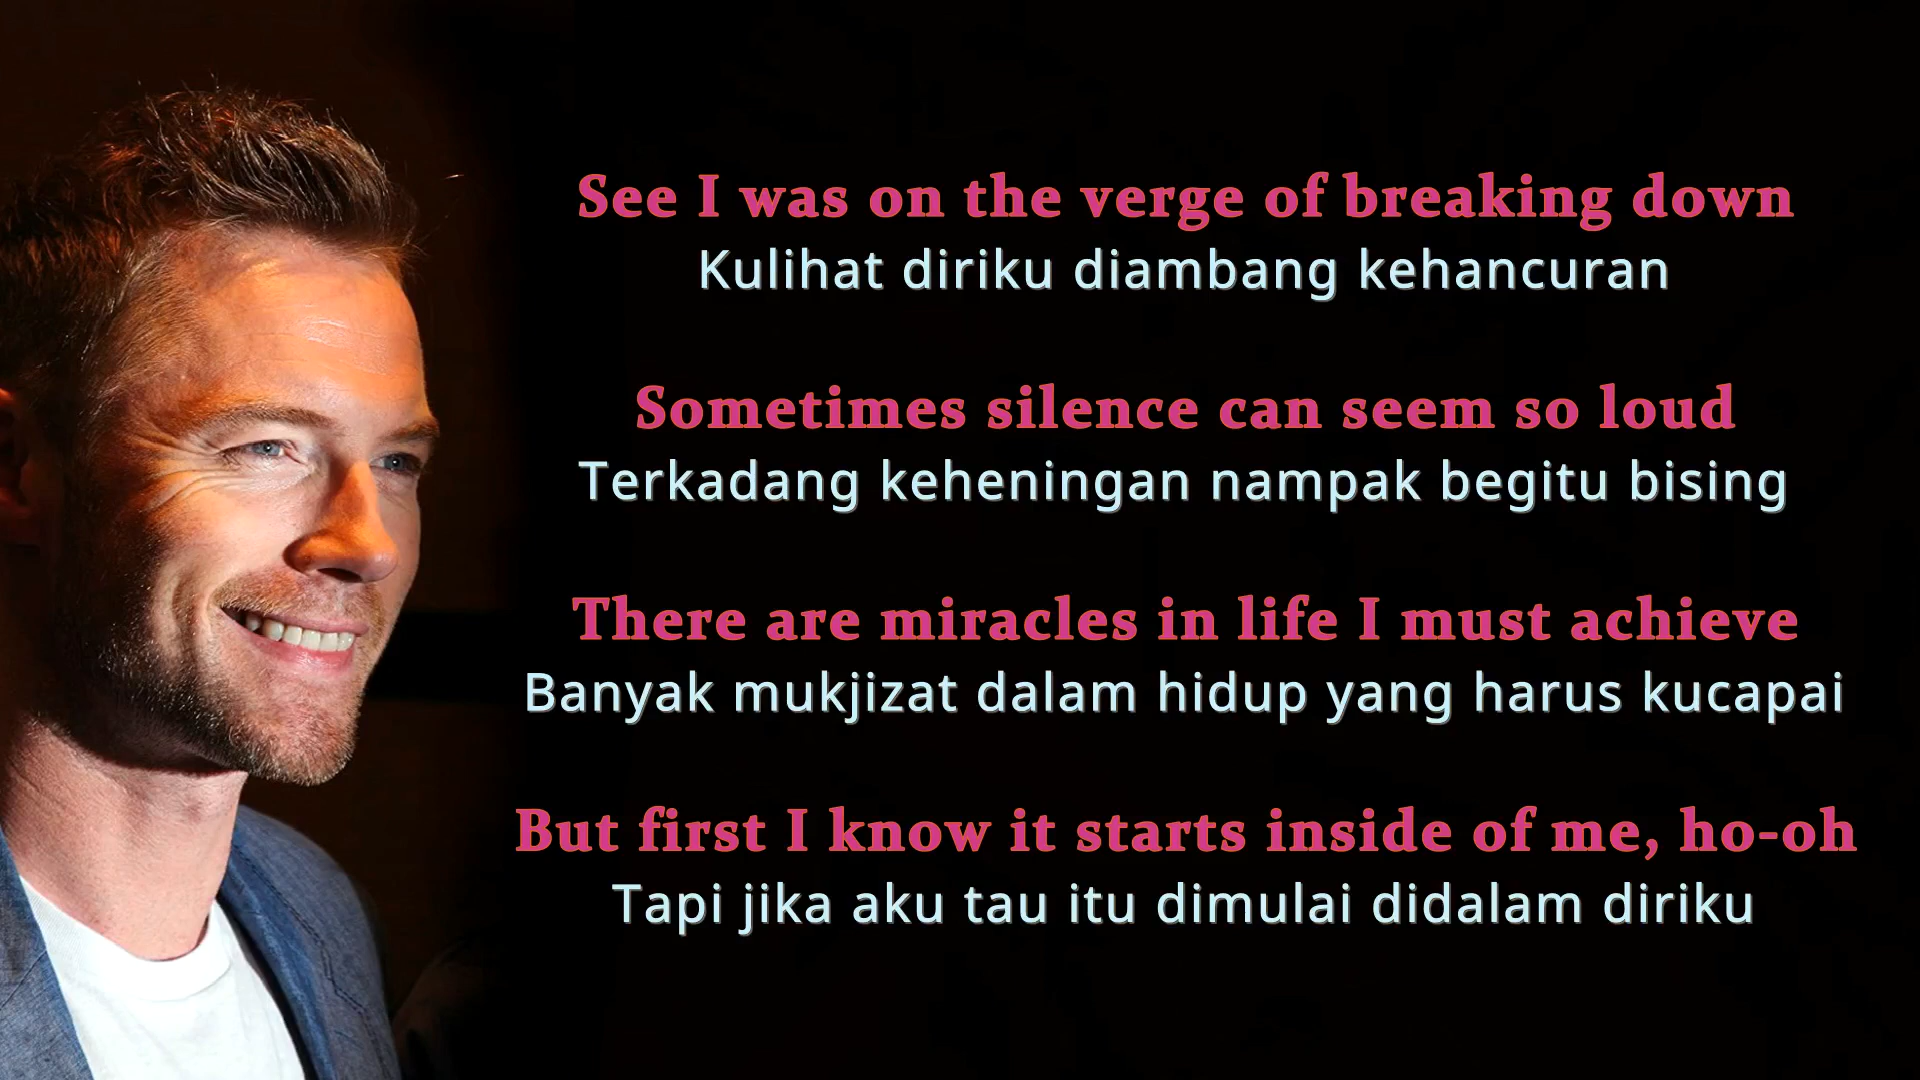 See I was on the verge of breaking down
Kulihat diriku diambang kehancuran
Sometimes silence can seem so loud
Terkadang keheningan nampak begitu bising
There are miracles in life I must achieve
Banyak mukjizat dalam hidup yang harus kucapai
But first I know it starts inside of me, ho-oh
Tapi jika aku tau itu dimulai didalam diriku